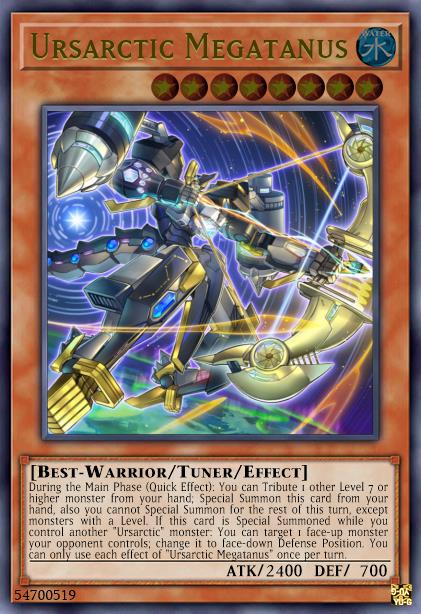 URSARCTIC MEGATANUS
WATER
水
[BEST-WARRIOR/TUNER/EFFECT]
During the Main Phase (Quick Effect): You can Tribute 1 other Level 7 or
higher monster from your hand; Special Summon this card from your
hand, also you cannot Special Summon for the rest of this turn, except
monsters with a Level. If this card is Special Summoned while you
control another "Ursarctic" monster: You can target 1 face-up monster
your opponent controls; change it to face-down Defense Position. You
can only use each effect of "Ursarctic Megatanus" once per turn.
ATK/2400 DEF/ 700
54700519